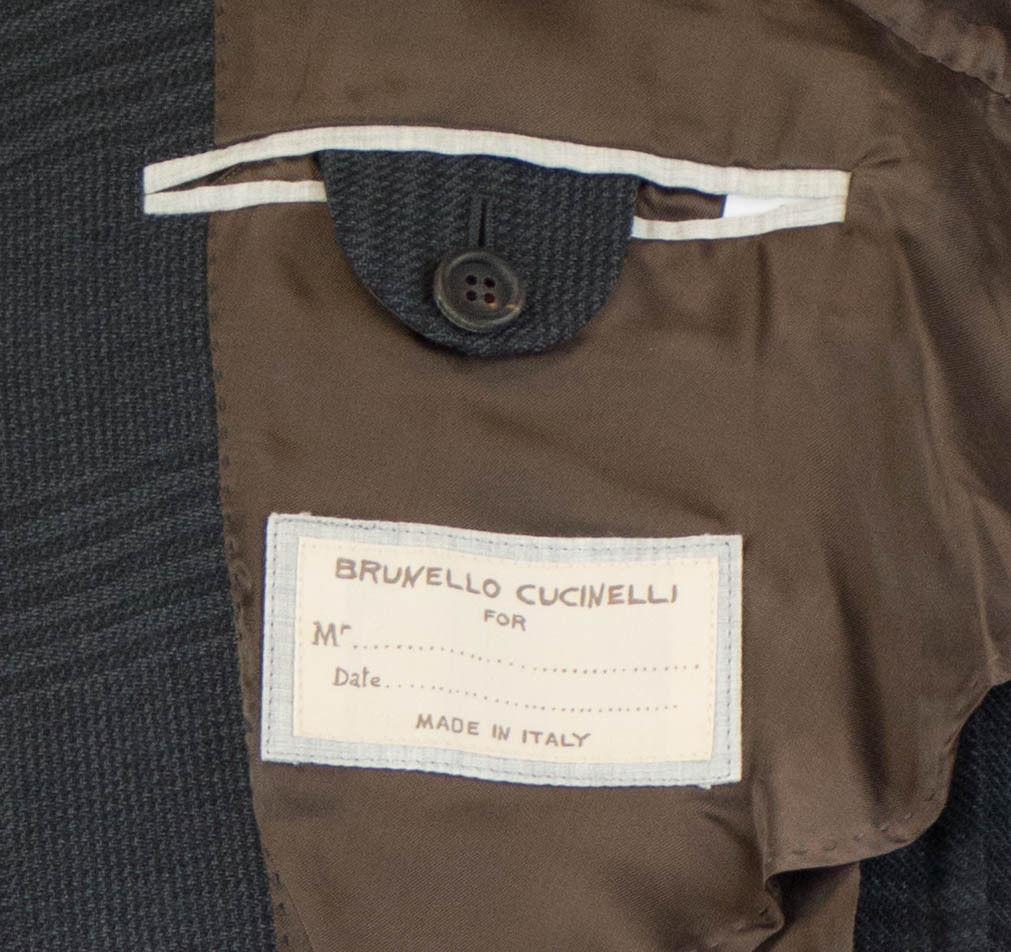 BRUNELLO CUCINELLI
FOR
Mr..............................
Date..............................
MADE IN ITALY